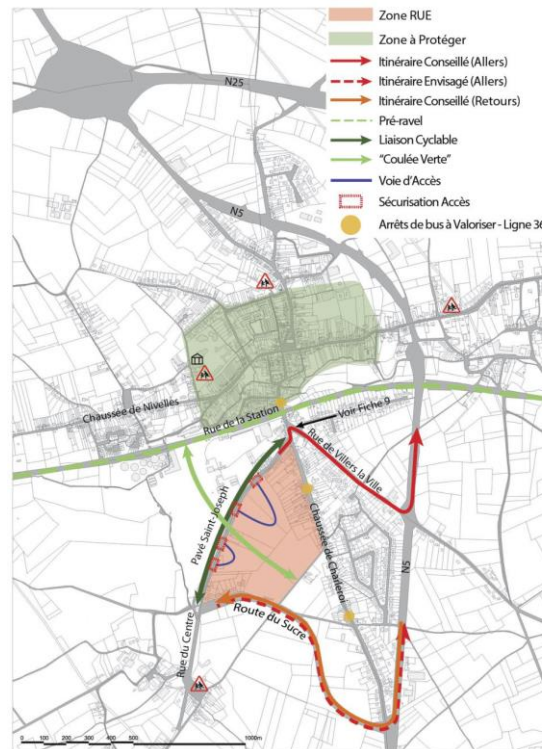 Zone RUE
Zone à Protéger
Itinéraire Conseillé (Allers)
Itinéraire Envisagé (Allers)
Itinéraire Conseillé (Retours)
Pré-ravel
Liaison Cyclable
"Coulée Verte"
Voie d'Accès
Sécurisation Accès
Arrêts de bus à Valoriser - Ligne 36
N25
N5
Chaussée de Nivelles
Rue de la Station
Voir Fiche 9
Rue de Villers la Ville
Pavé Saint-Joseph
Chaussée de Charleroi
N5
Route du Sucre
Rue du Centre
0 100 200 300 400 500 1000m